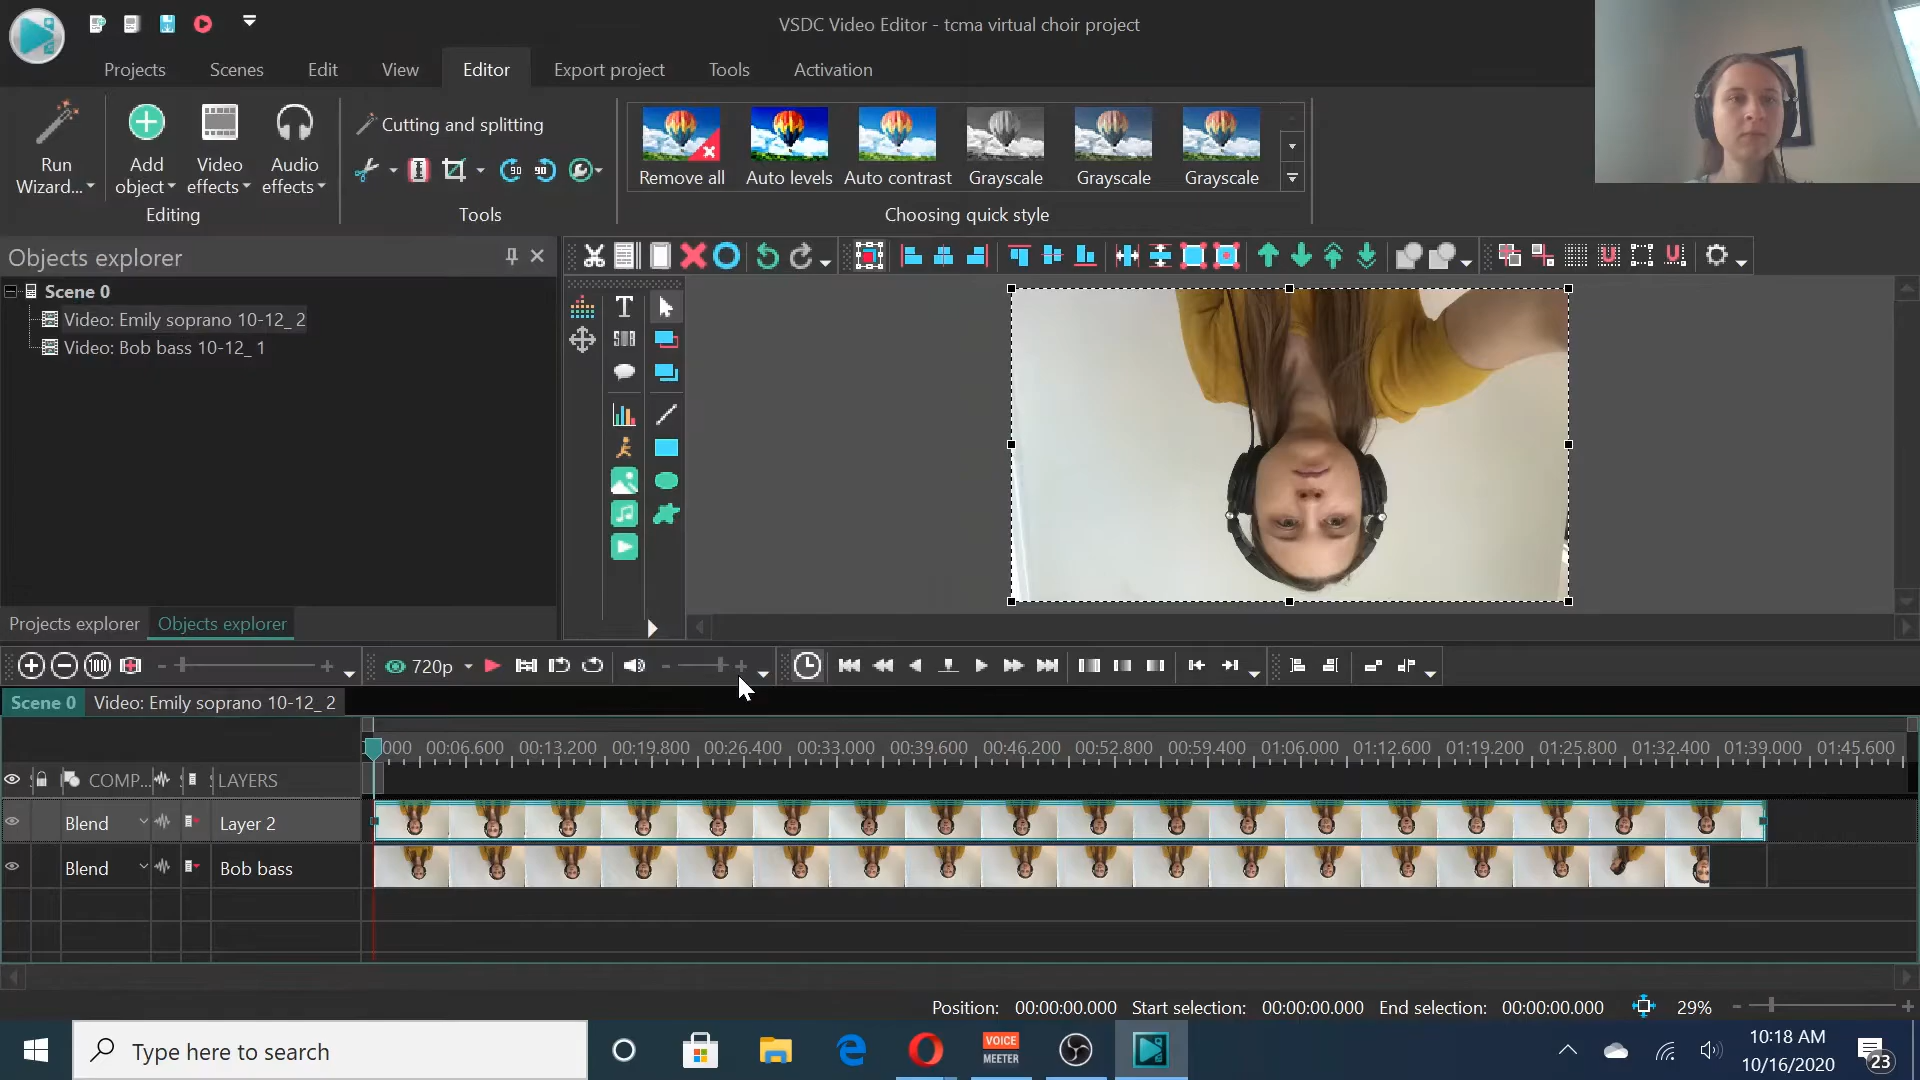 VSDC Video Editor - tcma virtual choir project
Projects
Scenes
Edit
View
Editor
Export project
Tools
Activation
Run
Wizard...
Add
object
Video
effects
Audio
effects
Editing
Cutting and splitting
90
90
Tools
Remove all
Auto levels
Auto contrast
Grayscale
Grayscale
Grayscale
Choosing quick style
Objects explorer
Scene 0
Video: Emily soprano 10-12_ 2
Video: Bob bass 10-12_ 1
T
Projects explorer
Objects explorer
100
720p
Scene 0
Video: Emily soprano 10-12_ 2
000 00:06.600 00:13.200 00:19.800 00:26.400 00:33.000 00:39.600 00:46.200 00:52.800 00:59.400 01:06.000 01:12.600 01:19.200 01:25.800 01:32.400 01:39.000 01:45.600
COMP...
LAYERS
Blend
Layer 2
Blend
Bob bass
Position: 00:00:00.000 Start selection: 00:00:00.000 End selection: 00:00:00.000 29%
Type here to search
VOICE
MEETER
10:18 AM
10/16/2020
23